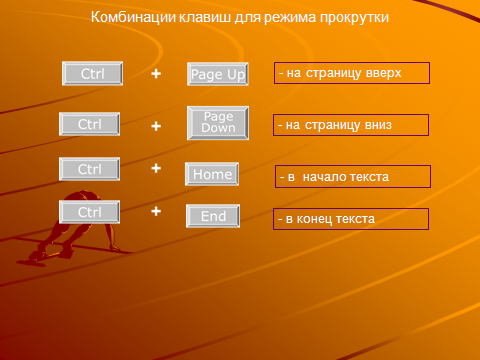 Комбинации клавиш для режима прокрутки
Ctrl + Page Up - на страницу вверх
Ctrl + Page Down - на страницу вниз
Ctrl + Home - в начало текста
Ctrl + End - в конец текста